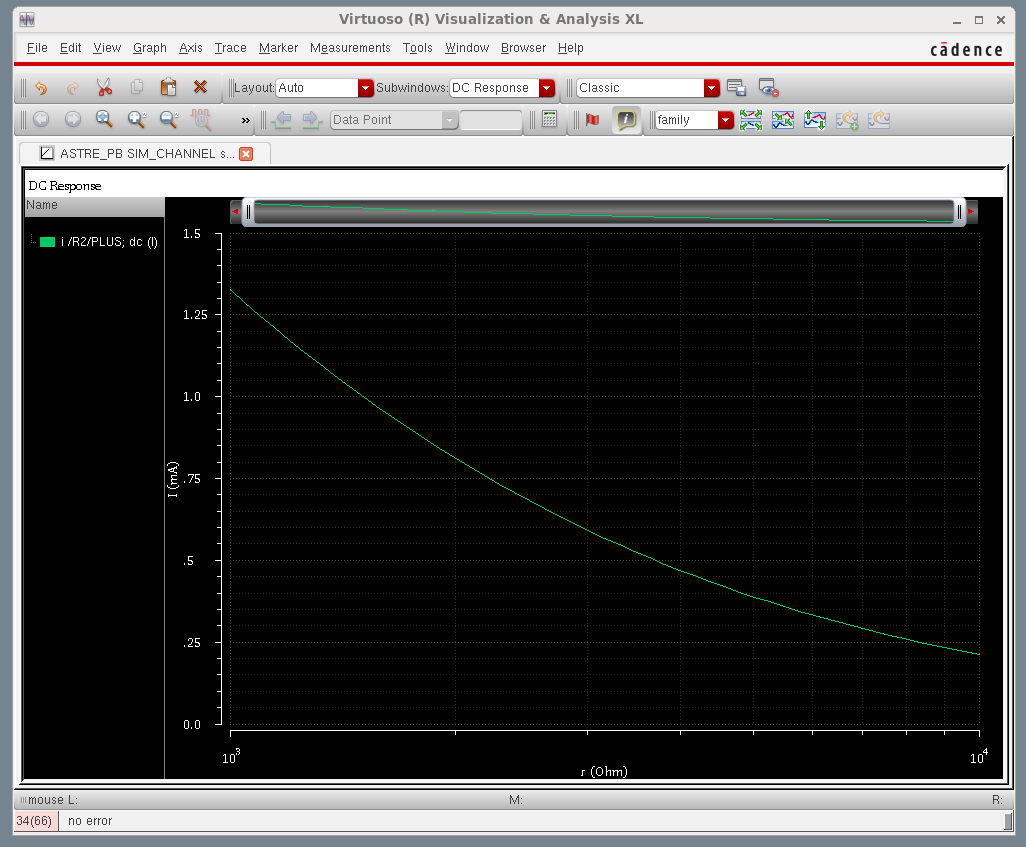 Virtuoso (R) Visualization & Analysis XL
File Edit View Graph Axis Trace Marker Measurements Tools Window Browser Help
cādence
Layout: Auto Subwindows: DC Response Classic
» Data Point family
ASTRE_PB SIM_CHANNEL s...
DC Response
Name
i /R2/PLUS; dc (I)
1.5
1.25
1.0
.75
I (mA)
.5
.25
0.0
10³ 10⁴
r (Ohm)
mouse L: M: R:
34(66) no error